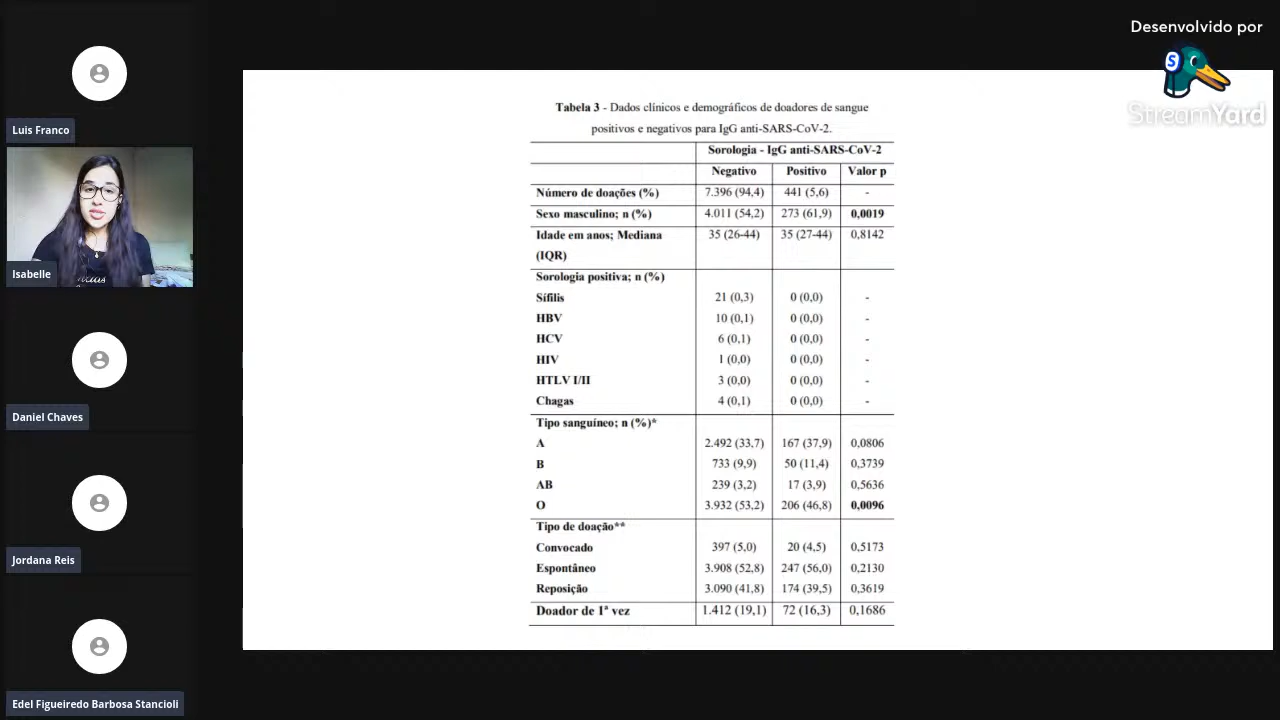 Desenvolvido por
S
StreamYard
Luis Franco
Isabelle
Daniel Chaves
Jordana Reis
Edel Figueiredo Barbosa Stancioli
Tabela 3 - Dados clínicos e demográficos de doadores de sangue
positivos e negativos para IgG anti-SARS-CoV-2.
Sorologia - IgG anti-SARS-CoV-2
Negativo Positivo Valor p
Número de doações (%) 7.396 (94,4) 441 (5,6) -
Sexo masculino; n (%) 4.011 (54,2) 273 (61,9) 0,0019
Idade em anos; Mediana 35 (26-44) 35 (27-44) 0,8142
(IQR)
Sorologia positiva; n (%)
Sífilis 21 (0,3) 0 (0,0) -
HBV 10 (0,1) 0 (0,0) -
HCV 6 (0,1) 0 (0,0) -
HIV 1 (0,0) 0 (0,0) -
HTLV I/II 3 (0,0) 0 (0,0) -
Chagas 4 (0,1) 0 (0,0) -
Tipo sanguíneo; n (%)*
A 2.492 (33,7) 167 (37,9) 0,0806
B 733 (9,9) 50 (11,4) 0,3739
AB 239 (3,2) 17 (3,9) 0,5636
O 3.932 (53,2) 206 (46,8) 0,0096
Tipo de doação**
Convocado 397 (5,0) 20 (4,5) 0,5173
Espontâneo 3.908 (52,8) 247 (56,0) 0,2130
Reposição 3.090 (41,8) 174 (39,5) 0,3619
Doador de 1ª vez 1.412 (19,1) 72 (16,3) 0,1686